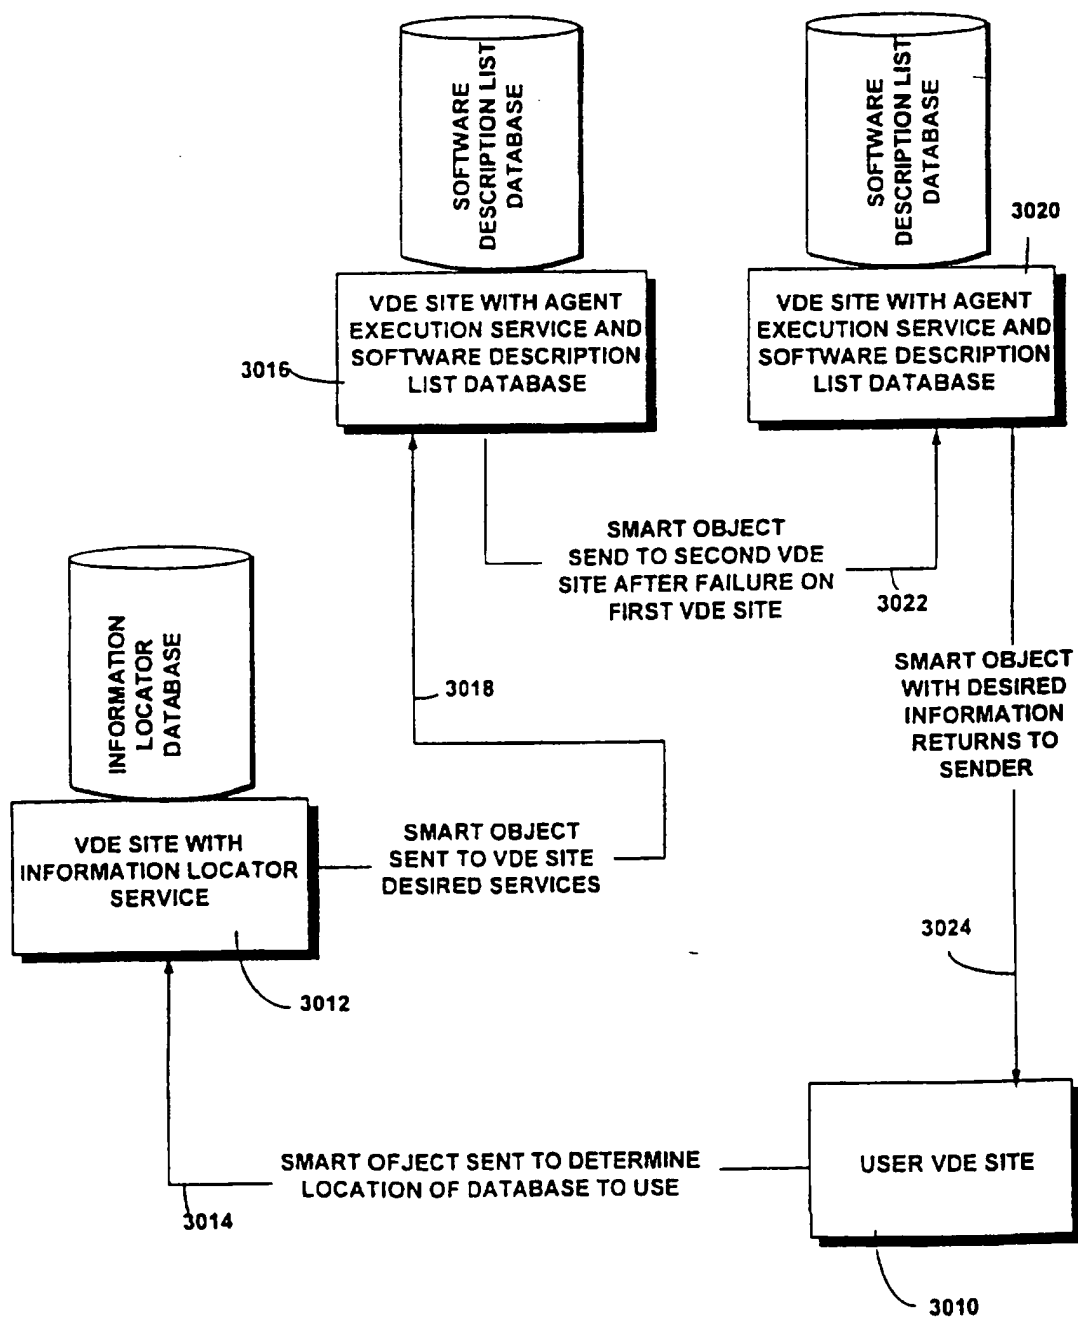 SOFTWARE
DESCRIPTION LIST
DATABASE
SOFTWARE
DESCRIPTION LIST
DATABASE
3020
VDE SITE WITH AGENT
EXECUTION SERVICE AND
SOFTWARE DESCRIPTION
LIST DATABASE
3016
VDE SITE WITH AGENT
EXECUTION SERVICE AND
SOFTWARE DESCRIPTION
LIST DATABASE
SMART OBJECT
SEND TO SECOND VDE
SITE AFTER FAILURE ON
FIRST VDE SITE
3022
INFORMATION
LOCATOR
DATABASE
3018
SMART OBJECT
WITH DESIRED
INFORMATION
RETURNS TO
SENDER
VDE SITE WITH
INFORMATION LOCATOR
SERVICE
SMART OBJECT
SENT TO VDE SITE
DESIRED SERVICES
3024
3012
SMART OFJECT SENT TO DETERMINE
LOCATION OF DATABASE TO USE
3014
USER VDE SITE
3010